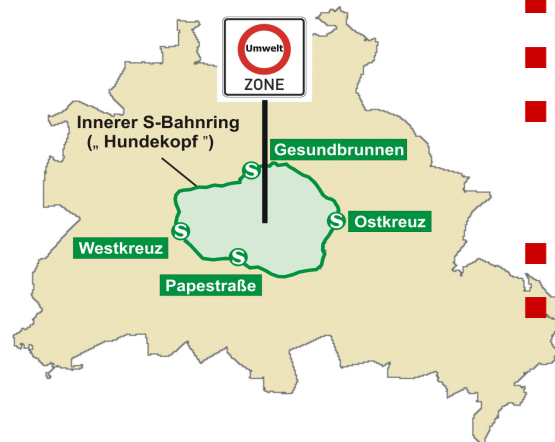 Umwelt
ZONE
Innerer S-Bahnring
(„ Hundekopf ”)
S
Gesundbrunnen
S
Ostkreuz
Westkreuz
S
S
Papestraße